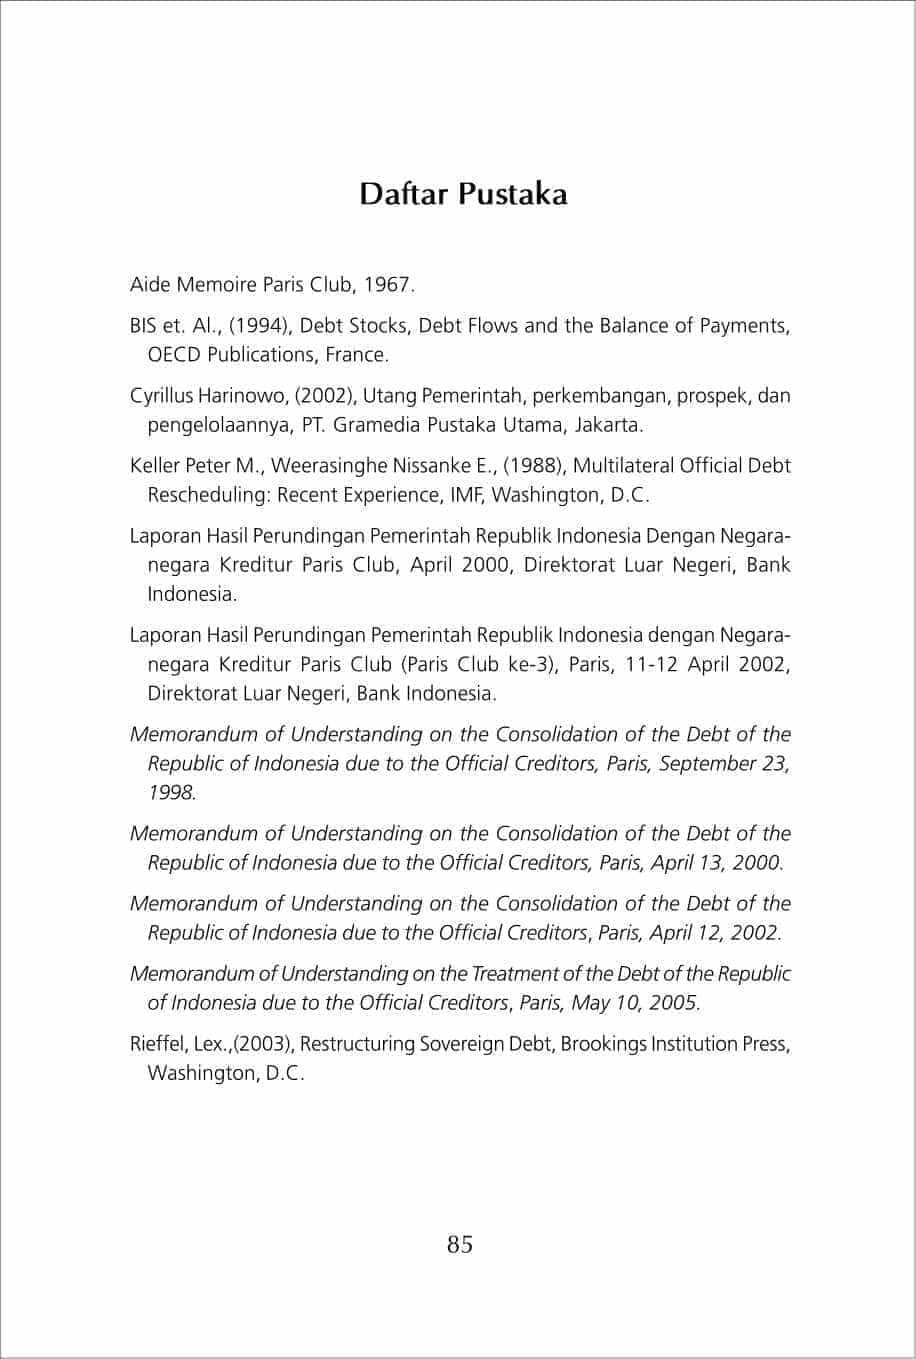 Daftar Pustaka
Aide Memoire Paris Club, 1967.
BIS et. Al., (1994), Debt Stocks, Debt Flows and the Balance of Payments,
OECD Publications, France.
Cyrillus Harinowo, (2002), Utang Pemerintah, perkembangan, prospek, dan
pengelolaannya, PT. Gramedia Pustaka Utama, Jakarta.
Keller Peter M., Weerasinghe Nissanke E., (1988), Multilateral Official Debt
Rescheduling: Recent Experience, IMF, Washington, D.C.
Laporan Hasil Perundingan Pemerintah Republik Indonesia Dengan Negara-
negara Kreditur Paris Club, April 2000, Direktorat Luar Negeri, Bank
Indonesia.
Laporan Hasil Perundingan Pemerintah Republik Indonesia dengan Negara-
negara Kreditur Paris Club (Paris Club ke-3), Paris, 11-12 April 2002,
Direktorat Luar Negeri, Bank Indonesia.
Memorandum of Understanding on the Consolidation of the Debt of the
Republic of Indonesia due to the Official Creditors, Paris, September 23,
1998.
Memorandum of Understanding on the Consolidation of the Debt of the
Republic of Indonesia due to the Official Creditors, Paris, April 13, 2000.
Memorandum of Understanding on the Consolidation of the Debt of the
Republic of Indonesia due to the Official Creditors, Paris, April 12, 2002.
Memorandum of Understanding on the Treatment of the Debt of the Republic
of Indonesia due to the Official Creditors, Paris, May 10, 2005.
Rieffel, Lex.,(2003), Restructuring Sovereign Debt, Brookings Institution Press,
Washington, D.C.
85